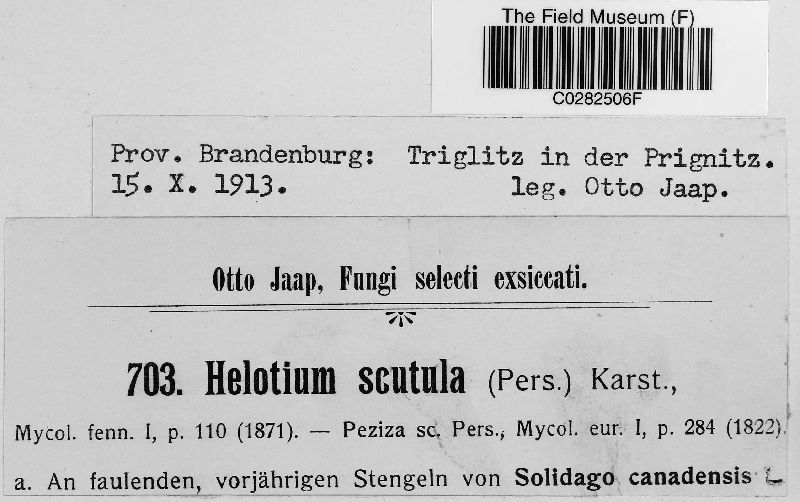 The Field Museum (F)
C0282506F
Prov. Brandenburg: Triglitz in der Prignitz.
15. X. 1913. leg. Otto Jaap.
Otto Jaap, Fungi selecti exsiccati.
703. Helotium scutula (Pers.) Karst.,
Mycol. fenn. I, p. 110 (1871). — Peziza sc. Pers., Mycol. eur. I, p. 284 (1822).
a. An faulenden, vorjährigen Stengeln von Solidago canadensis L